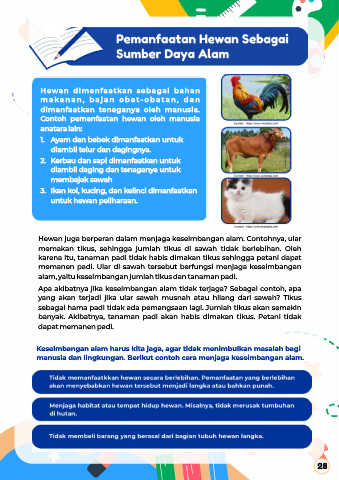 Pemanfaatan Hewan Sebagai
Sumber Daya Alam
Hewan dimanfaatkan sebagai bahan
makanan, bajan obat-obatan, dan
dimanfaatkan tenaganya oleh manusia.
Contoh pemanfaatan hewan oleh manusia
anatara lain:
1. Ayam dan bebek dimanfaatkan untuk
diambil telur dan dagingnya.
2. Kerbau dan sapi dimanfaatkan untuk
diambil daging dan tenaganya untuk
membajak sawah
3. Ikan koi, kucing, dan kelinci dimanfaatkan
untuk hewan peliharaan.
Hewan juga berperan dalam menjaga keseimbangan alam. Contohnya, ular
memakan tikus, sehingga jumlah tikus di sawah tidak berlebihan. Oleh
karena itu, tanaman padi tidak habis dimakan tikus sehingga petani dapat
memanen padi. Ular di sawah tersebut berfungsi menjaga keseimbangan
alam, yaitu keseimbangan jumlah tikus dan tanaman padi.
Apa akibatnya jika keseimbangan alam tidak terjaga? Sebagai contoh, apa
yang akan terjadi jika ular sawah musnah atau hilang dari sawah? Tikus
sebagai hama padi tidak ada pemangsaan lagi. Jumlah tikus akan semakin
banyak. Akibatnya, tanaman padi akan habis dimakan tikus. Petani tidak
dapat memanen padi.
Keseimbangan alam harus kita jaga, agar tidak menimbulkan masalah bagi
manusia dan lingkungan. Berikut contoh cara menjaga keseimbangan alam.
Tidak memanfaatkkan hewan secara berlebihan. Pemanfaatan yang berlebihan
akan menyebabkan hewan tersebut menjadi langka atau bahkan punah.
Menjaga habitat atau tempat hidup hewan. Misalnya, tidak merusak tumbuhan
di hutan.
Tidak membeli barang yang berasal dari bagian tubuh hewan langka.
28